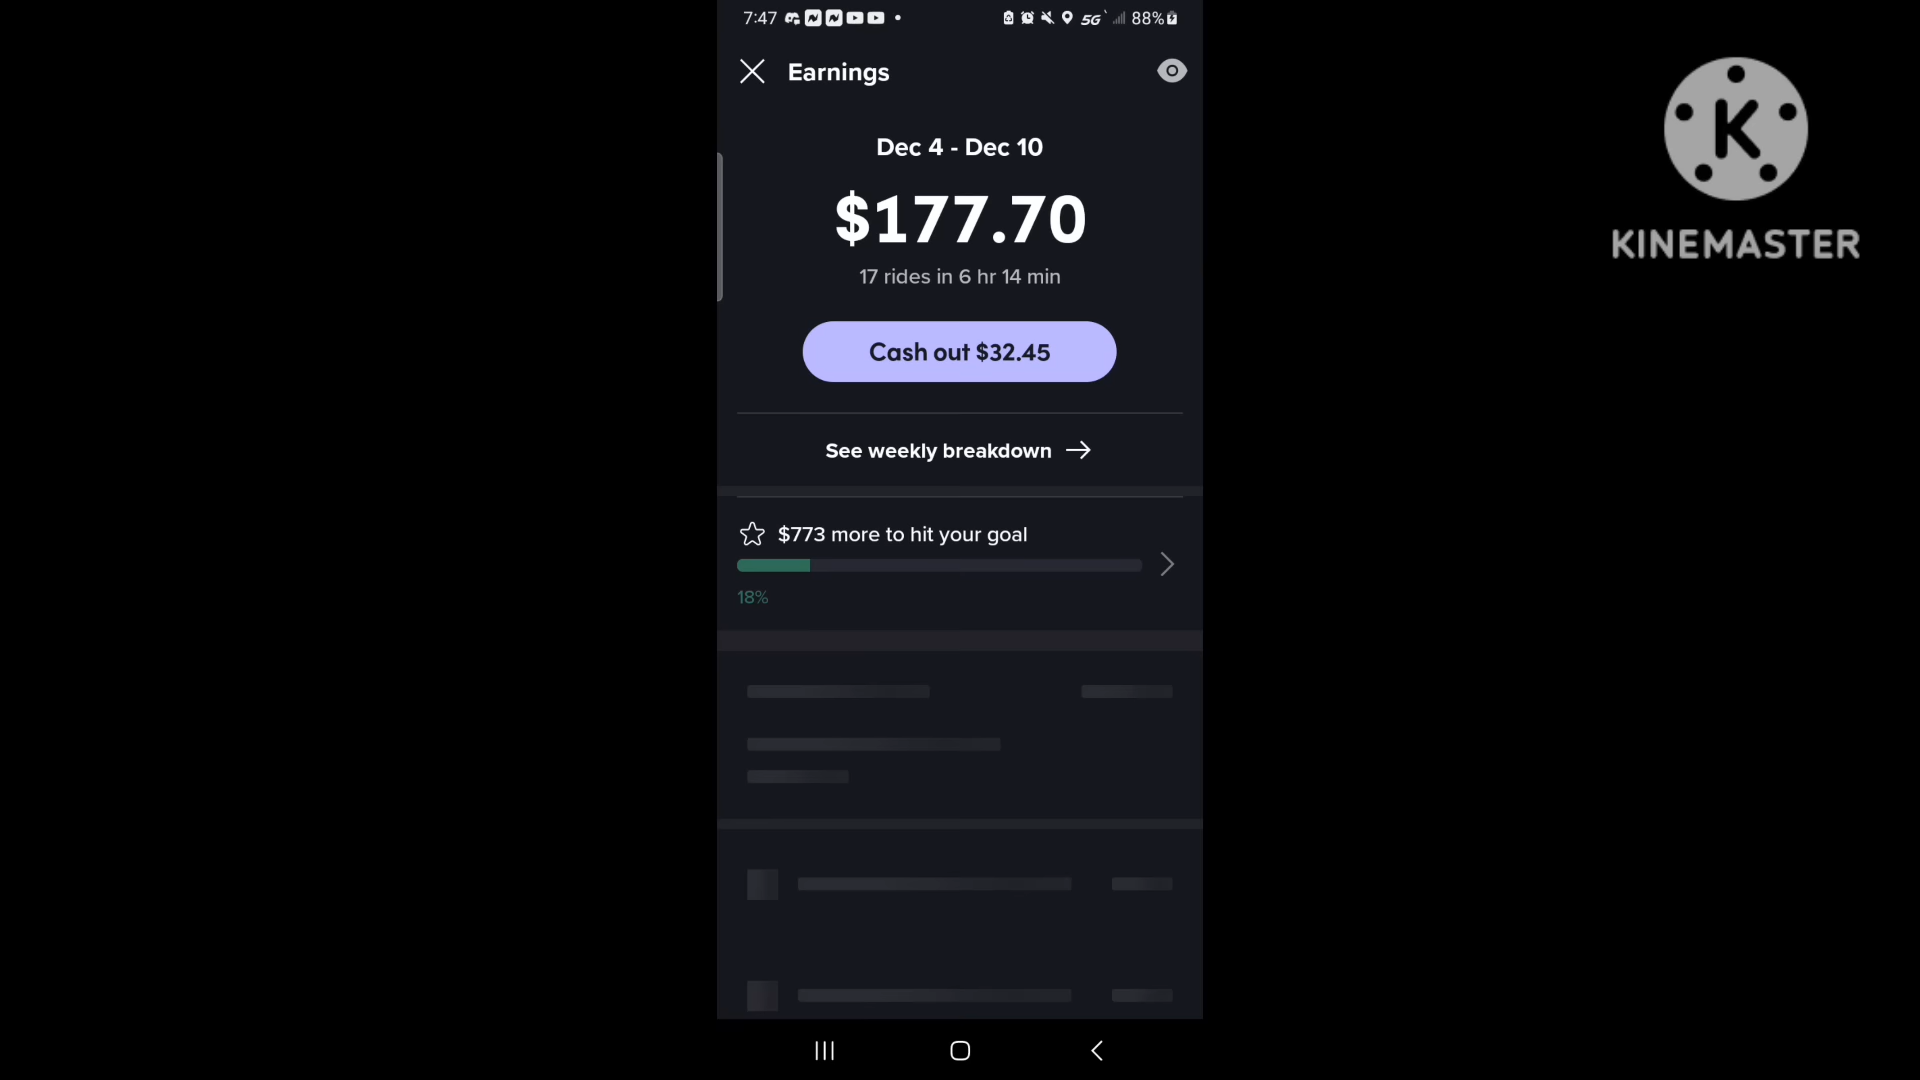 7:47
5G
88%
Earnings
Dec 4 - Dec 10
$177.70
17 rides in 6 hr 14 min
Cash out $32.45
See weekly breakdown
$773 more to hit your goal
18%
K
KINEMASTER